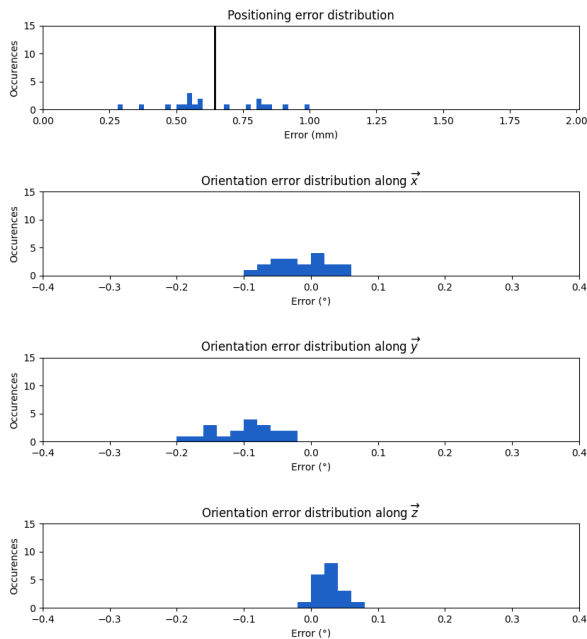 Positioning error distribution
15
10
5
0
Occurences
0.00 0.25 0.50 0.75 1.00 1.25 1.50 1.75 2.00
Error (mm)
Orientation error distribution along x
15
10
5
0
Occurences
−0.4 −0.3 −0.2 −0.1 0.0 0.1 0.2 0.3 0.4
Error (°)
Orientation error distribution along y
15
10
5
0
Occurences
−0.4 −0.3 −0.2 −0.1 0.0 0.1 0.2 0.3 0.4
Error (°)
Orientation error distribution along z
15
10
5
0
Occurences
−0.4 −0.3 −0.2 −0.1 0.0 0.1 0.2 0.3 0.4
Error (°)